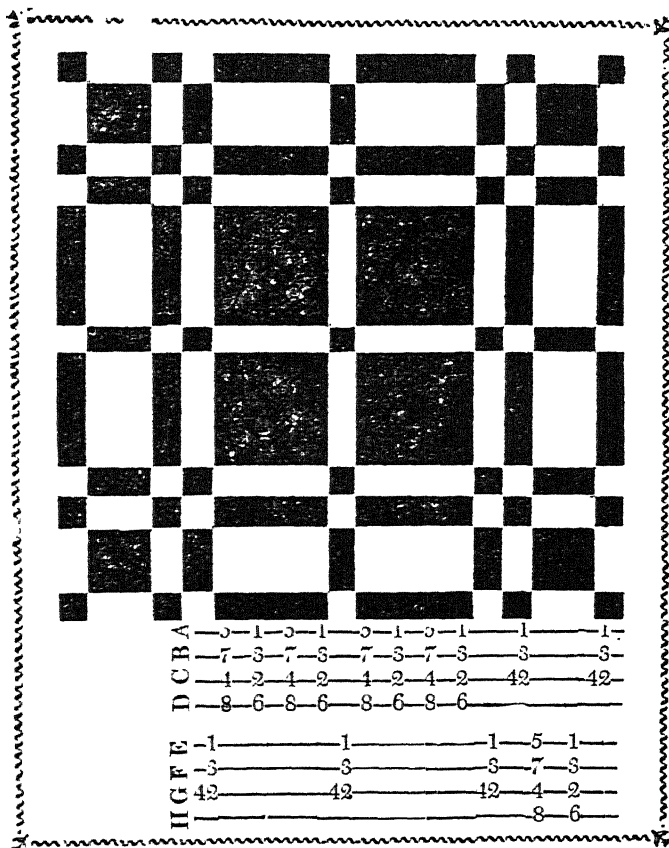 A 5 1 5 1 5 1 5 1 1 1
B 7 3 7 3 7 3 7 3 3 3
C 4 2 4 2 4 2 4 2 42 42
D 8 6 8 6 8 6 8 6
E 1 1 1 5 1
F 3 3 3 7 3
G 42 42 42 4 2
H 8 6